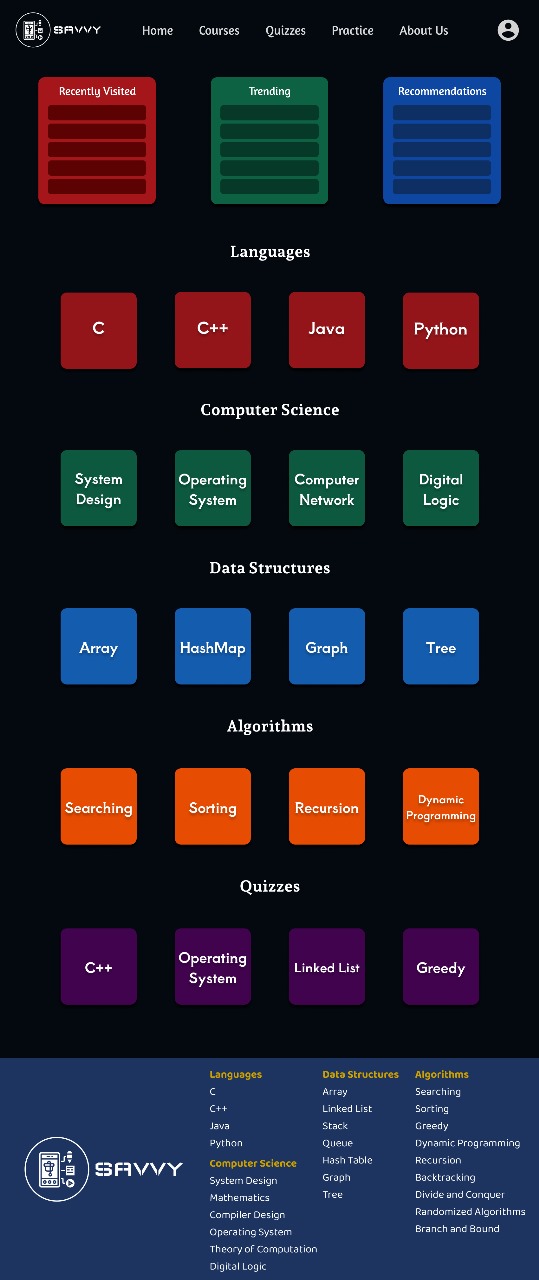 SAVVY
Home Courses Quizzes Practice About Us
Recently Visited
Trending
Recommendations
Languages
C
C++
Java
Python
Computer Science
System
Design
Operating
System
Computer
Network
Digital
Logic
Data Structures
Array
HashMap
Graph
Tree
Algorithms
Searching
Sorting
Recursion
Dynamic
Programming
Quizzes
C++
Operating
System
Linked List
Greedy
SAVVY
Languages
C
C++
Java
Python
Computer Science
System Design
Mathematics
Compiler Design
Operating System
Theory of Computation
Digital Logic
Data Structures
Array
Linked List
Stack
Queue
Hash Table
Graph
Tree
Algorithms
Searching
Sorting
Greedy
Dynamic Programming
Recursion
Backtracking
Divide and Conquer
Randomized Algorithms
Branch and Bound